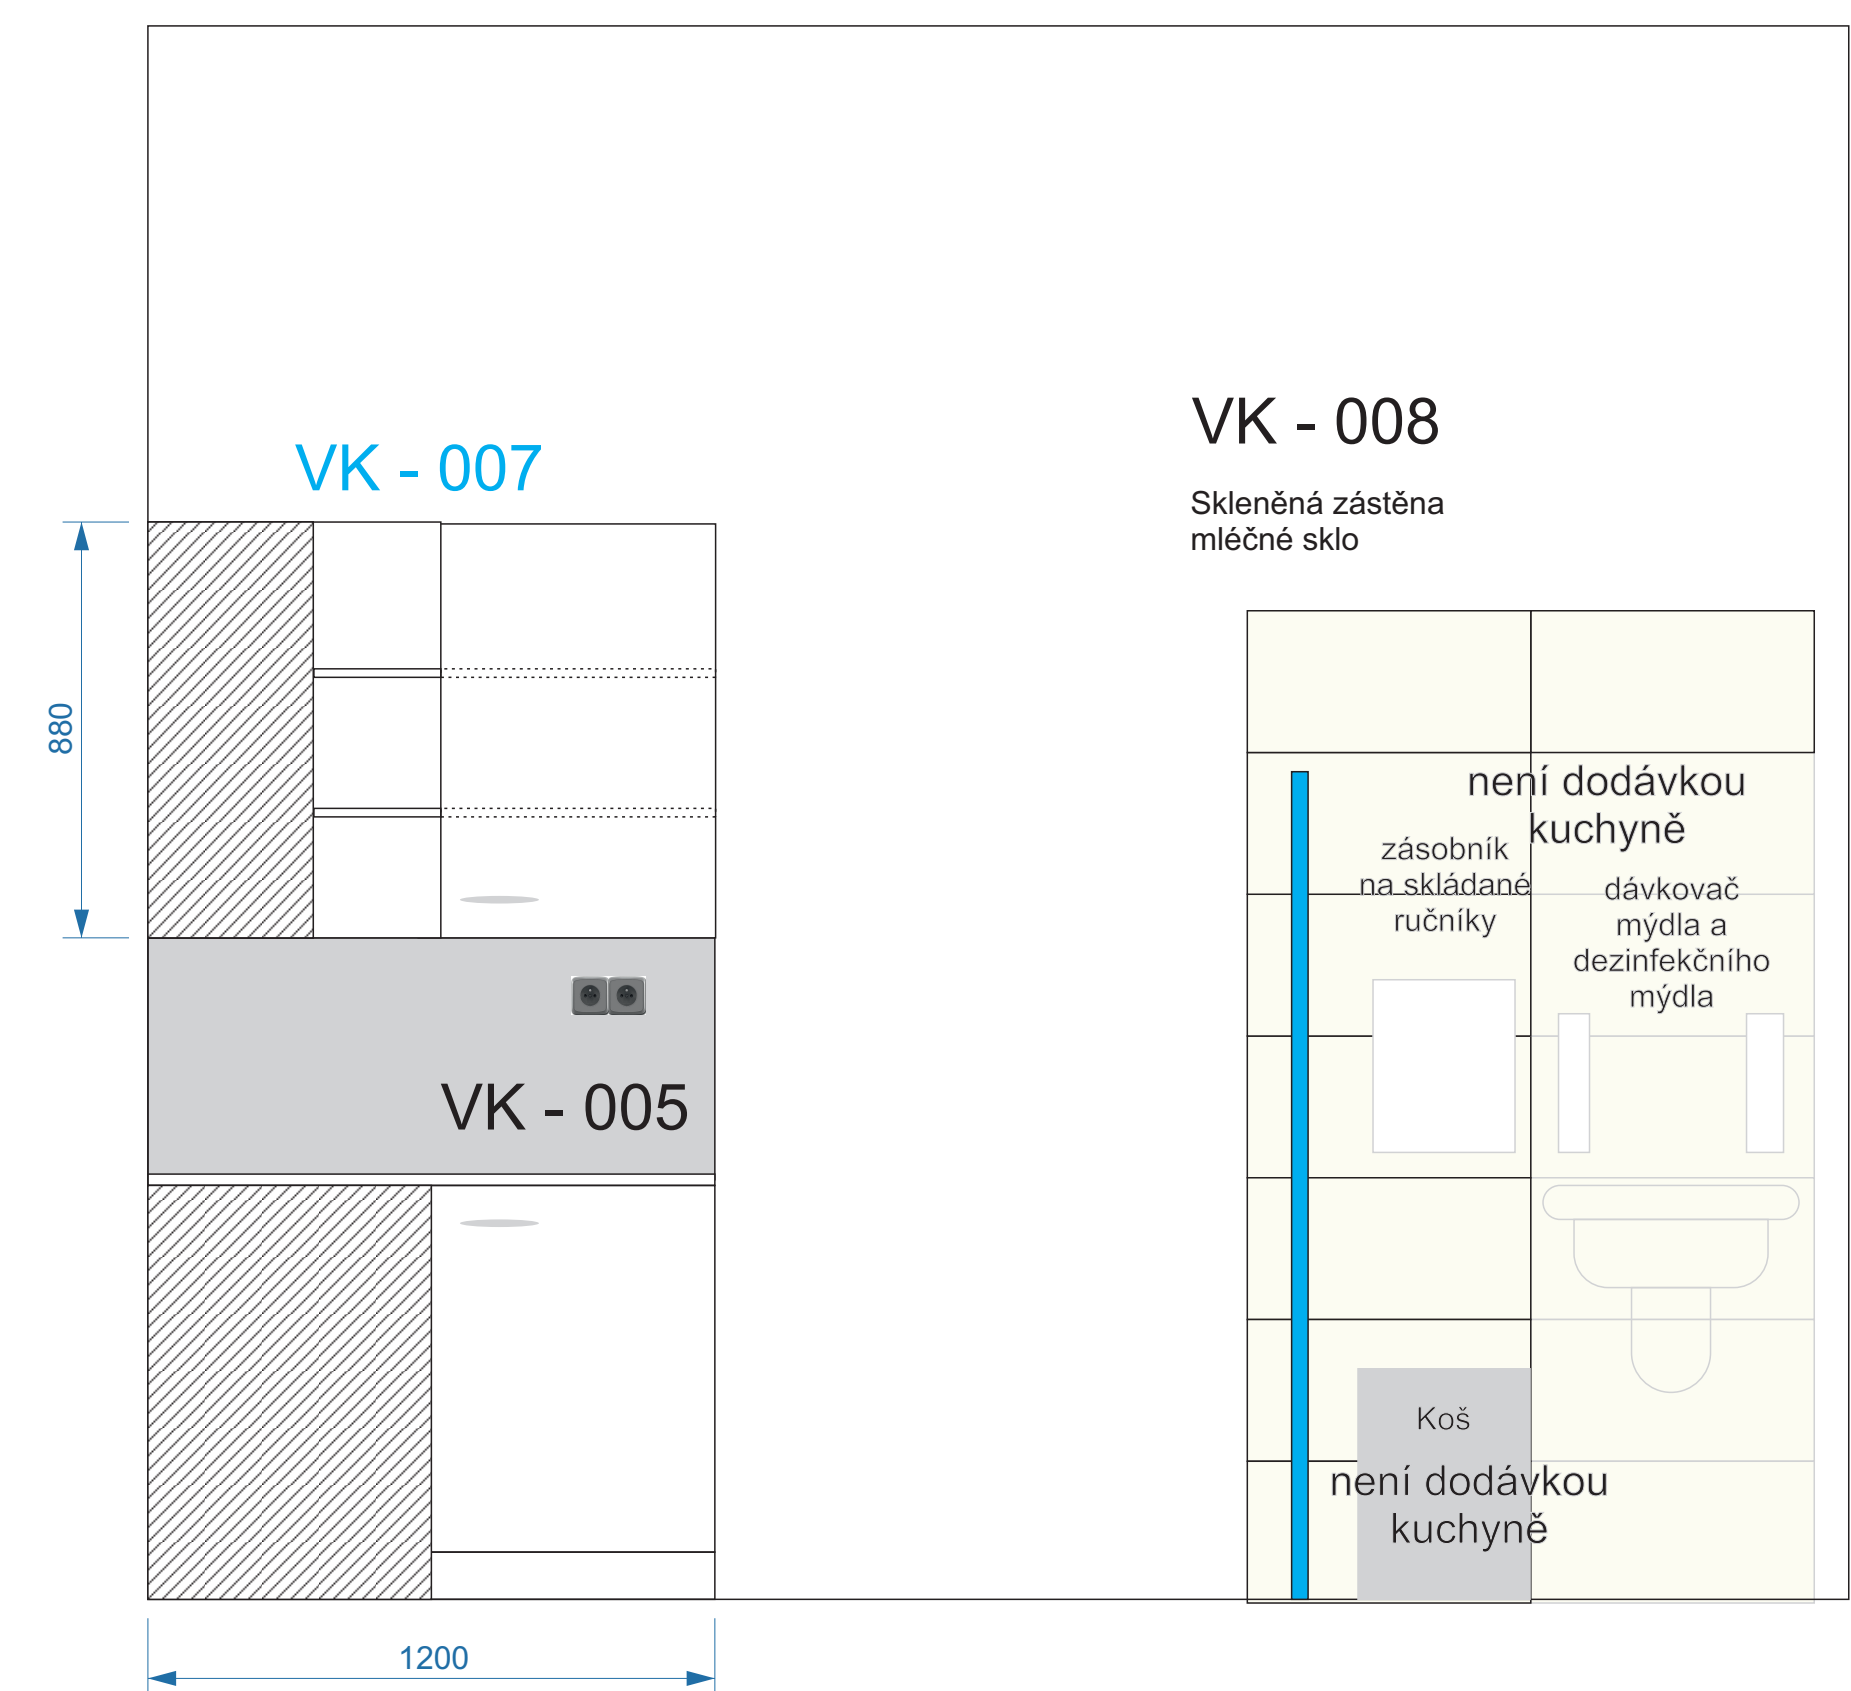 VK - 008
VK - 007
Skleněná zástěna
mléčné sklo
880
není dodávkou
kuchyně
zásobník
na skládané
ručníky
dávkovač
mýdla a
dezinfekčního
mýdla
VK - 005
Koš
není dodávkou
kuchyně
1200